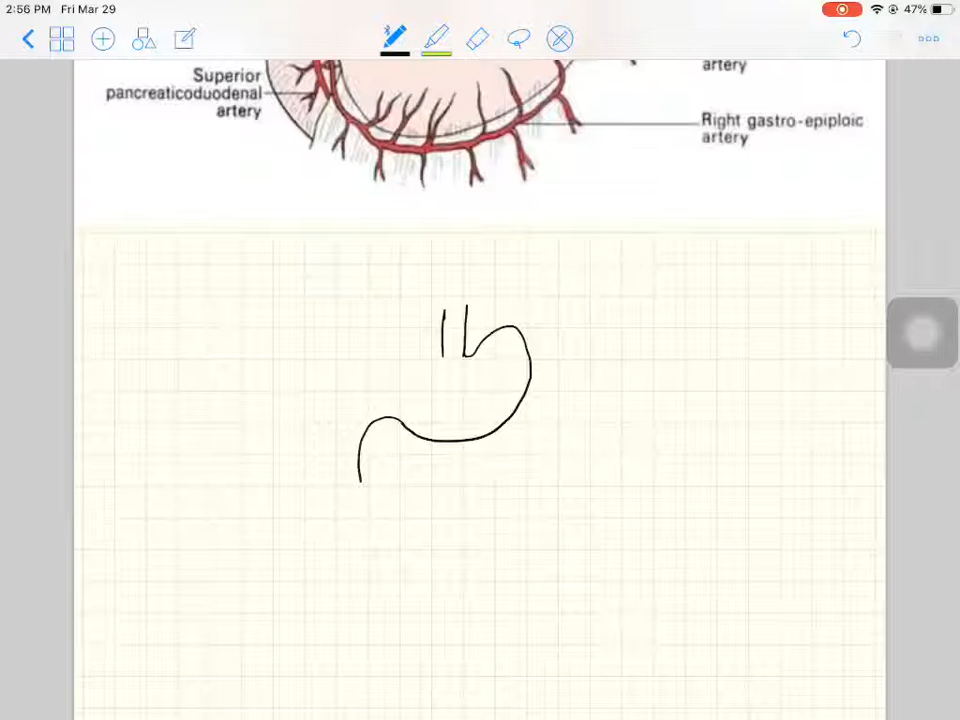 2:56 PM Fri Mar 29
47%
artery
Superior
pancreaticoduodenal
artery
Right gastro-epiploic
artery